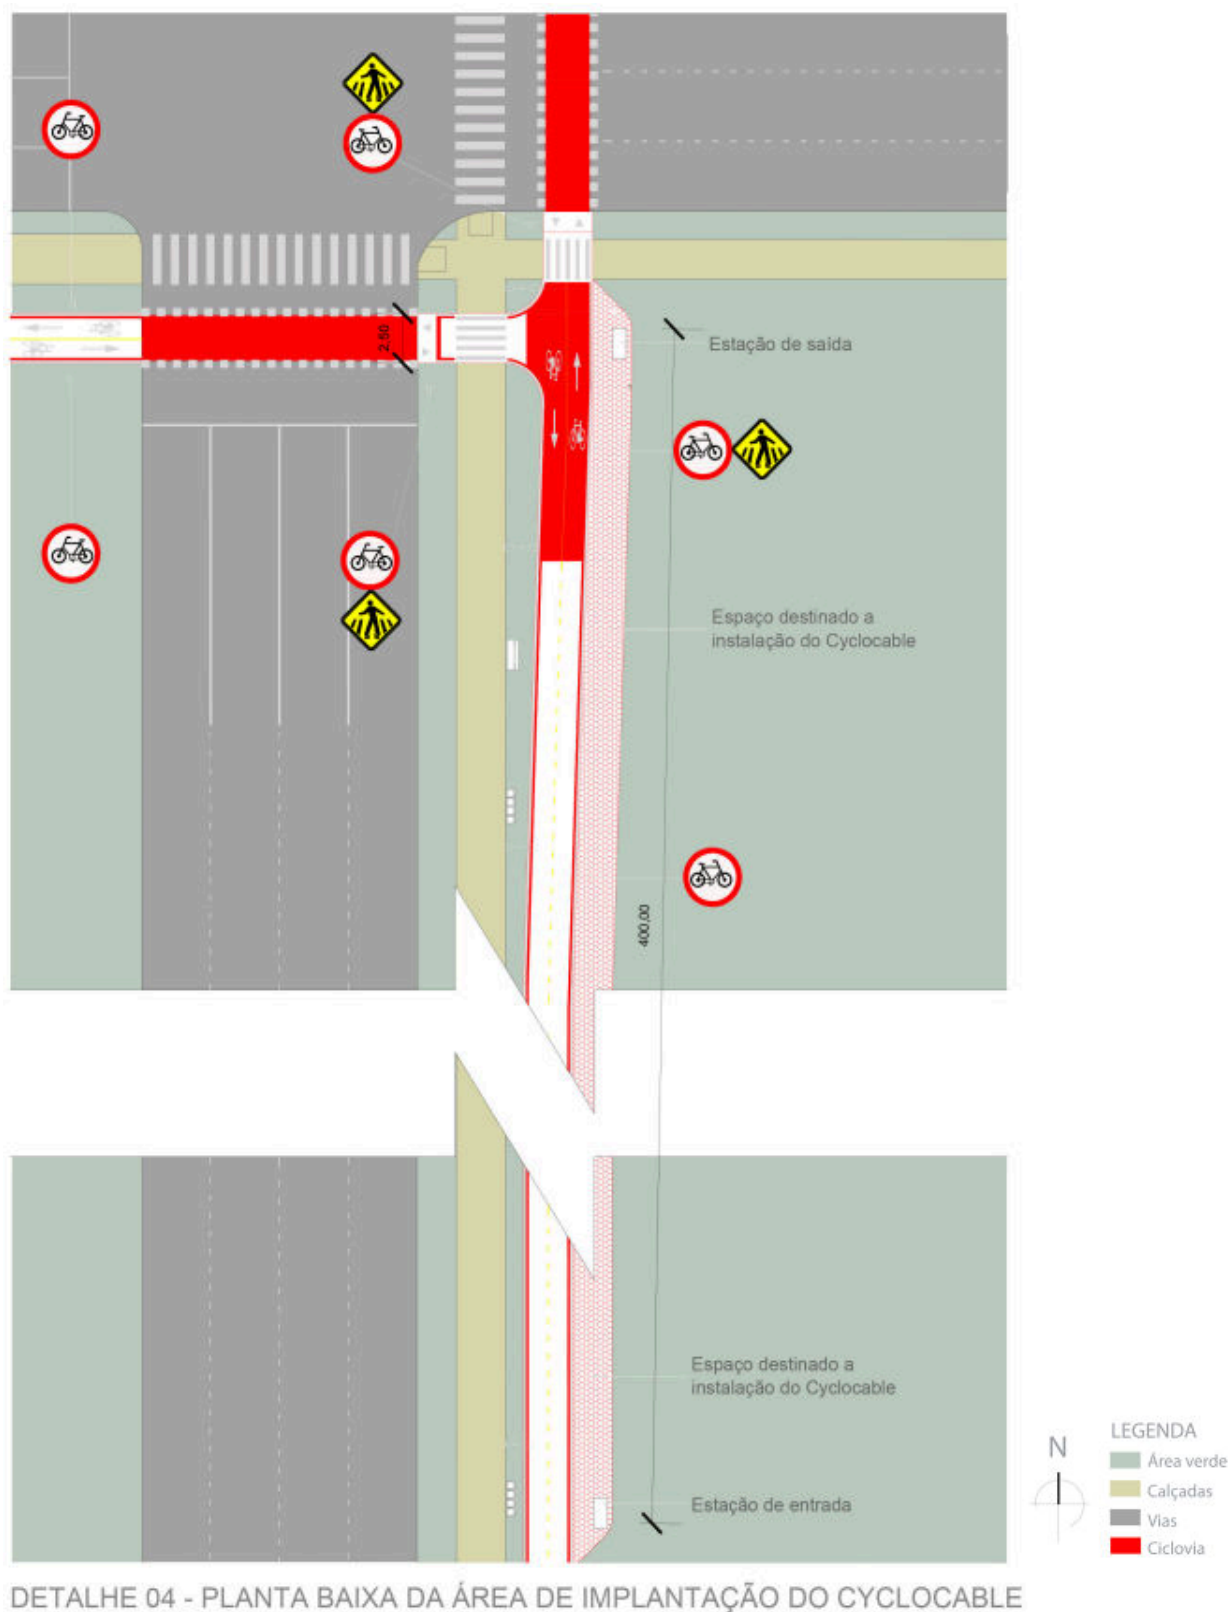 2,50
Estação de saída
Espaço destinado a
instalação do Cyclocable
400,00
Espaço destinado a
instalação do Cyclocable
Estação de entrada
N
LEGENDA
Área verde
Calçadas
Vias
Ciclovia
DETALHE 04 - PLANTA BAIXA DA ÁREA DE IMPLANTAÇÃO DO CYCLOCABLE